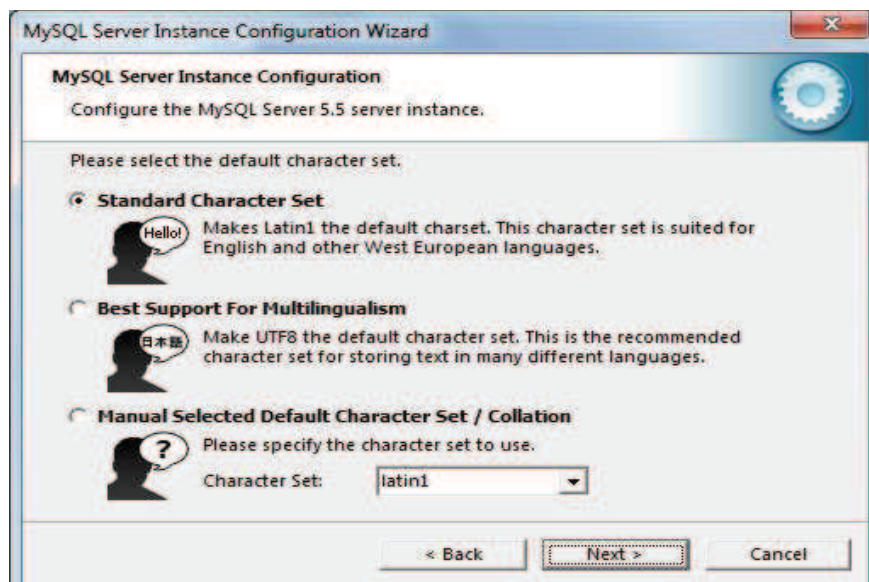 MySQL Server Instance Configuration Wizard
MySQL Server Instance Configuration
Configure the MySQL Server 5.5 server instance.
Please select the default character set.
Standard Character Set
Hello!
Makes Latin1 the default charset. This character set is suited for
English and other West European languages.
Best Support For Multilingualism
日本語
Make UTF8 the default character set. This is the recommended
character set for storing text in many different languages.
Manual Selected Default Character Set / Collation
?
Please specify the character set to use.
Character Set: latin1
< Back Next > Cancel